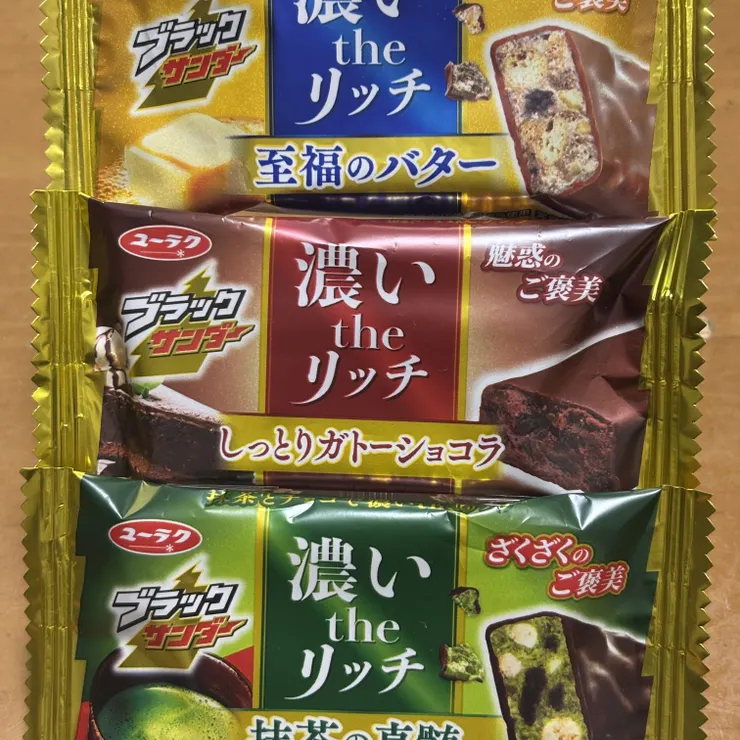 ブラック
サンダー
濃い
the
リッチ
ご褒美
至福のバター
ユーラク
ブラック
サンダー
濃い
the
リッチ
魅惑の
ご褒美
しっとりガトーショコラ
ユーラク
ブラック
サンダー
濃い
the
リッチ
ざくざくの
ご褒美
抹茶の真髄